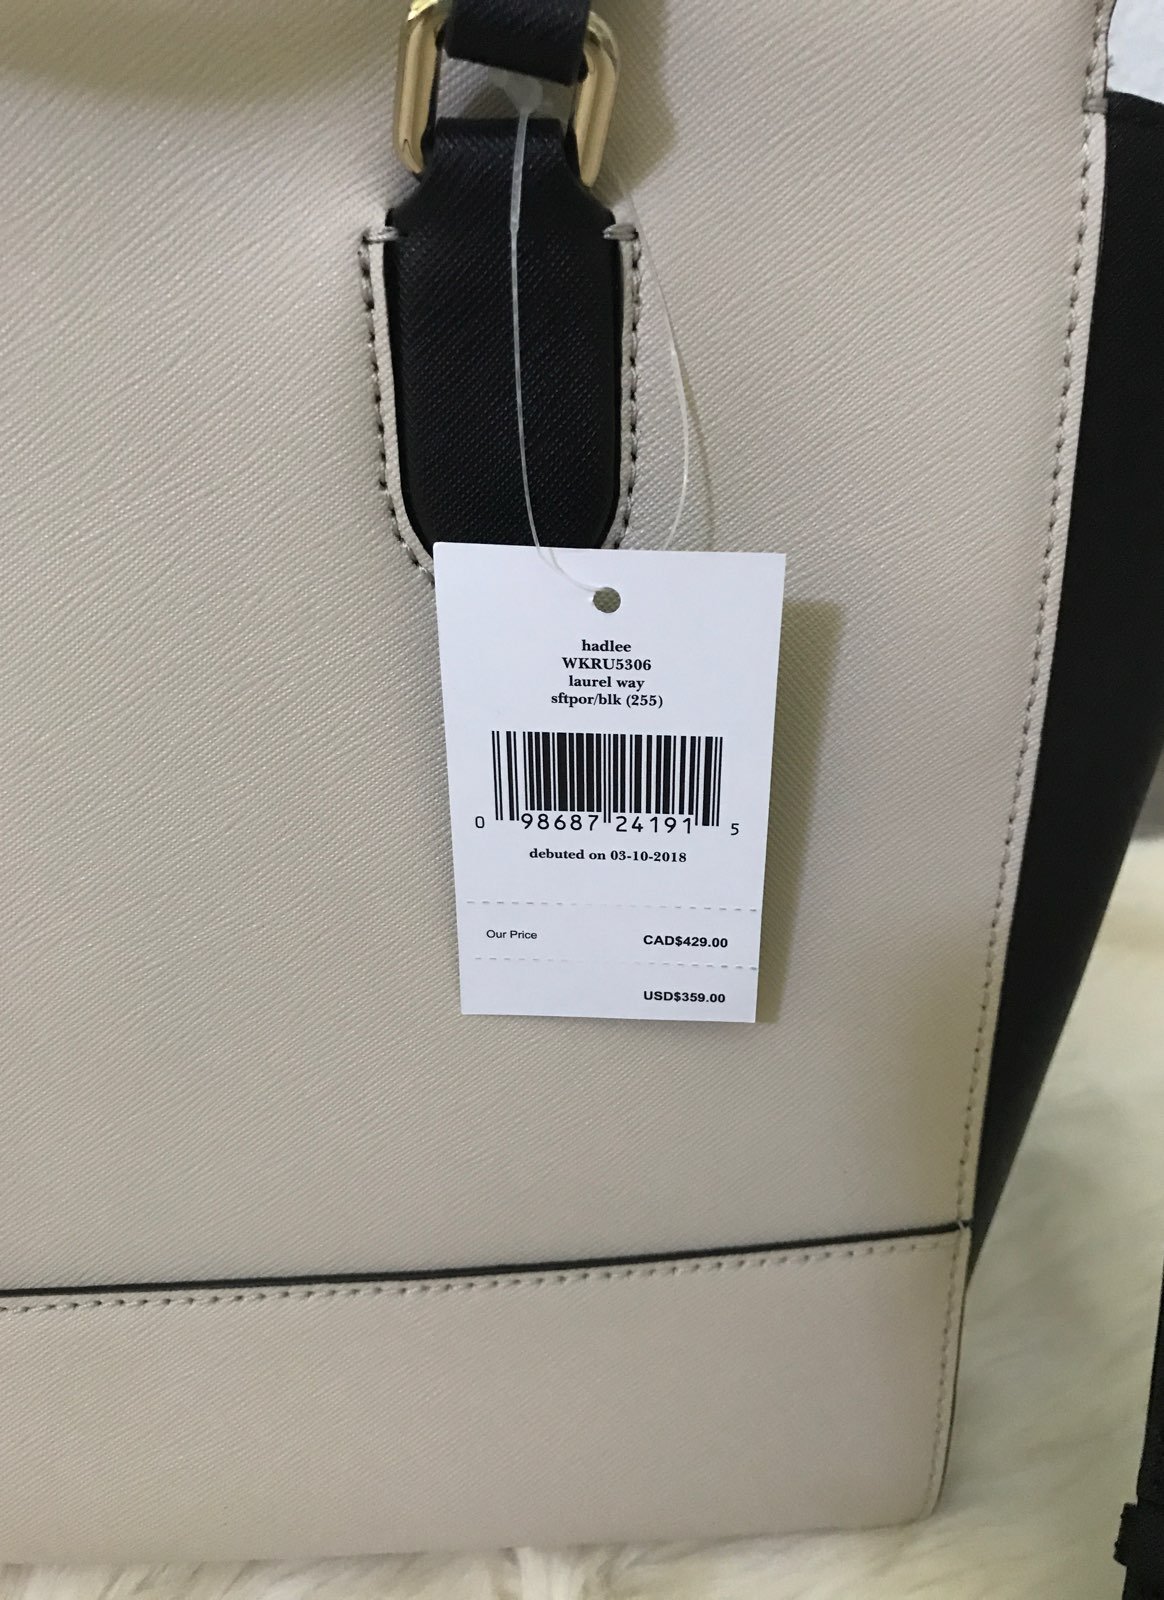 hadlee
WKRU5306
laurel way
sftpor/blk (255)
0 98687 24191 5
debuted on 03-10-2018
Our Price CAD$429.00
USD$359.00